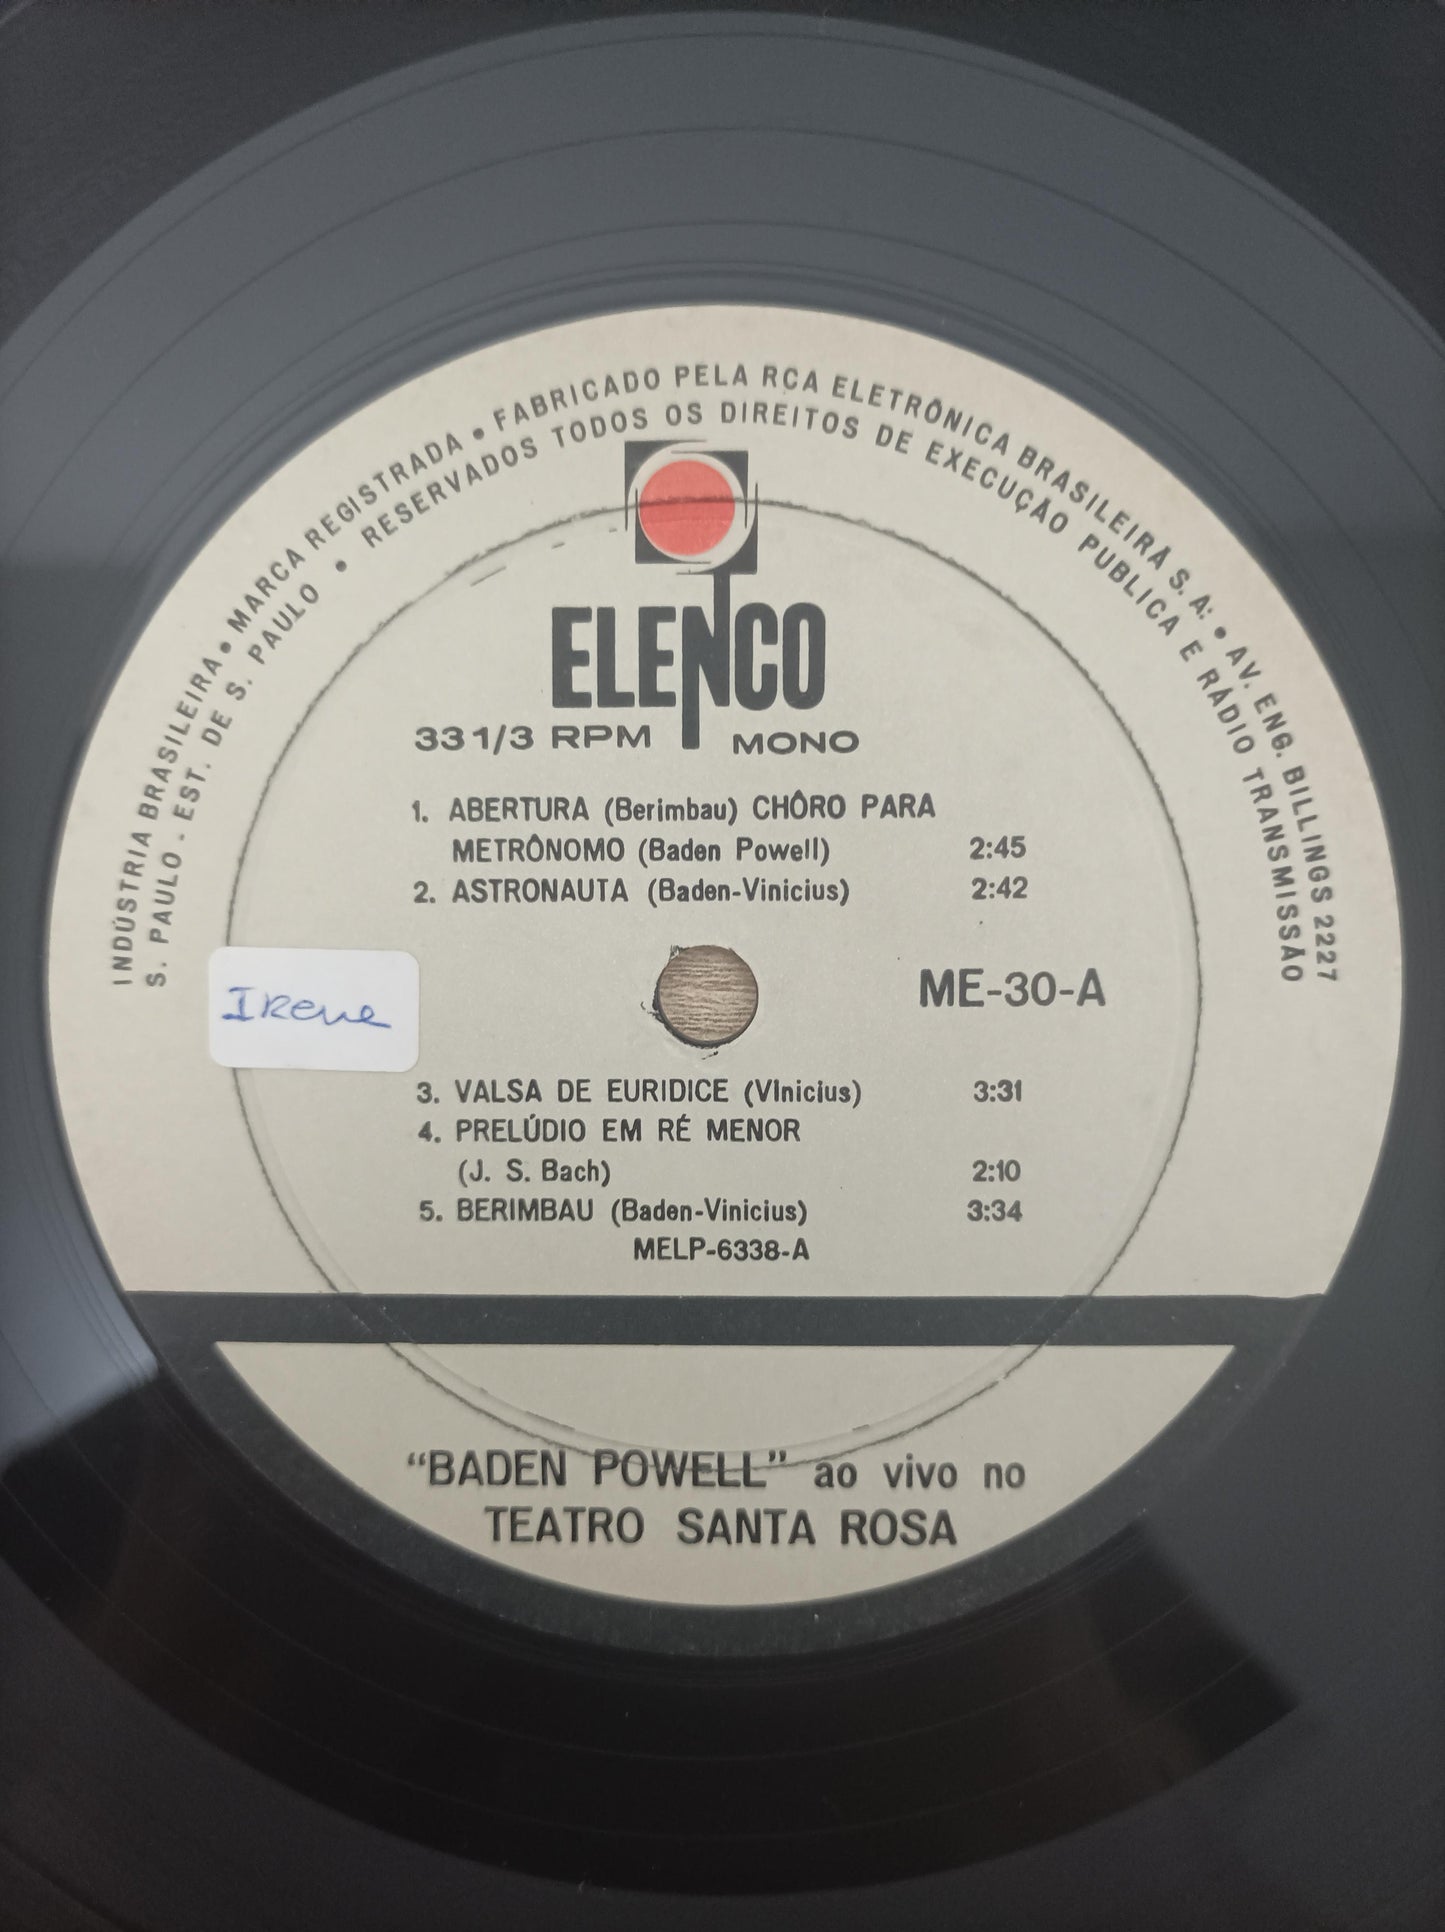 INDÚSTRIA BRASILEIRA • MARCA REGISTRADA • FABRICADO PELA RCA ELETRÔNICA BRASILEIRA S. A: • AV. ENG. BILLINGS 2227
S. PAULO - EST. DE S. PAULO • RESERVADOS TODOS OS DIREITOS DE EXECUÇÃO PUBLICA E RÁDIO TRANSMISSÃO
ELENCO
33 1/3 RPM MONO
1. ABERTURA (Berimbau) CHÔRO PARA
METRÔNOMO (Baden Powell) 2:45
2. ASTRONAUTA (Baden-Vinicius) 2:42
Irene
ME-30-A
3. VALSA DE EURIDICE (VInicius) 3:31
4. PRELÚDIO EM RÉ MENOR
(J. S. Bach) 2:10
5. BERIMBAU (Baden-Vinicius) 3:34
MELP-6338-A
“BADEN POWELL” ao vivo no
TEATRO SANTA ROSA